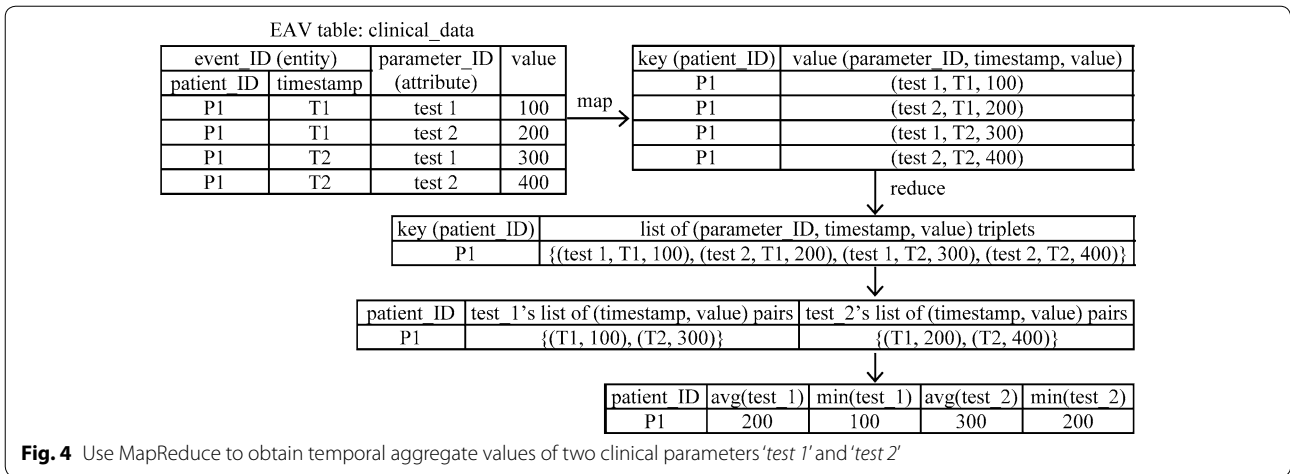 EAV table: clinical_data
event_ID (entity) parameter_ID (attribute) value
patient_ID timestamp
P1 T1 test 1 100
P1 T1 test 2 200
P1 T2 test 1 300
P1 T2 test 2 400
map
key (patient_ID) value (parameter_ID, timestamp, value)
P1 (test 1, T1, 100)
P1 (test 2, T1, 200)
P1 (test 1, T2, 300)
P1 (test 2, T2, 400)
reduce
key (patient_ID) list of (parameter_ID, timestamp, value) triplets
P1 {(test 1, T1, 100), (test 2, T1, 200), (test 1, T2, 300), (test 2, T2, 400)}
patient_ID test_1's list of (timestamp, value) pairs test_2's list of (timestamp, value) pairs
P1 {(T1, 100), (T2, 300)} {(T1, 200), (T2, 400)}
patient_ID avg(test_1) min(test_1) avg(test_2) min(test_2)
P1 200 100 300 200
Fig. 4 Use MapReduce to obtain temporal aggregate values of two clinical parameters 'test 1' and 'test 2'